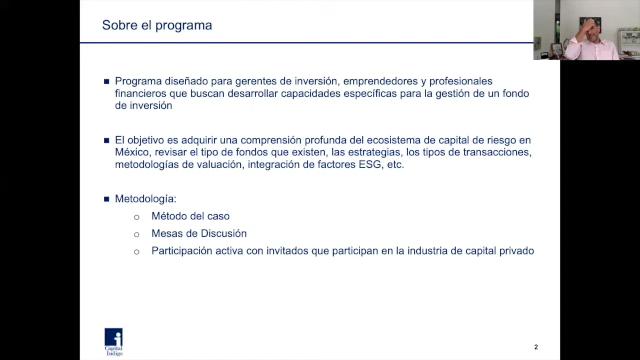 Sobre el programa
Programa diseñado para gerentes de inversión, emprendedores y profesionales
financieros que buscan desarrollar capacidades específicas para la gestión de un fondo
de inversión
El objetivo es adquirir una comprensión profunda del ecosistema de capital de riesgo en
México, revisar el tipo de fondos que existen, las estrategias, los tipos de transacciones,
metodologías de valuación, integración de factores ESG, etc.
Metodología:
Método del caso
Mesas de Discusión
Participación activa con invitados que participan en la industria de capital privado
Capital
Indigo
2